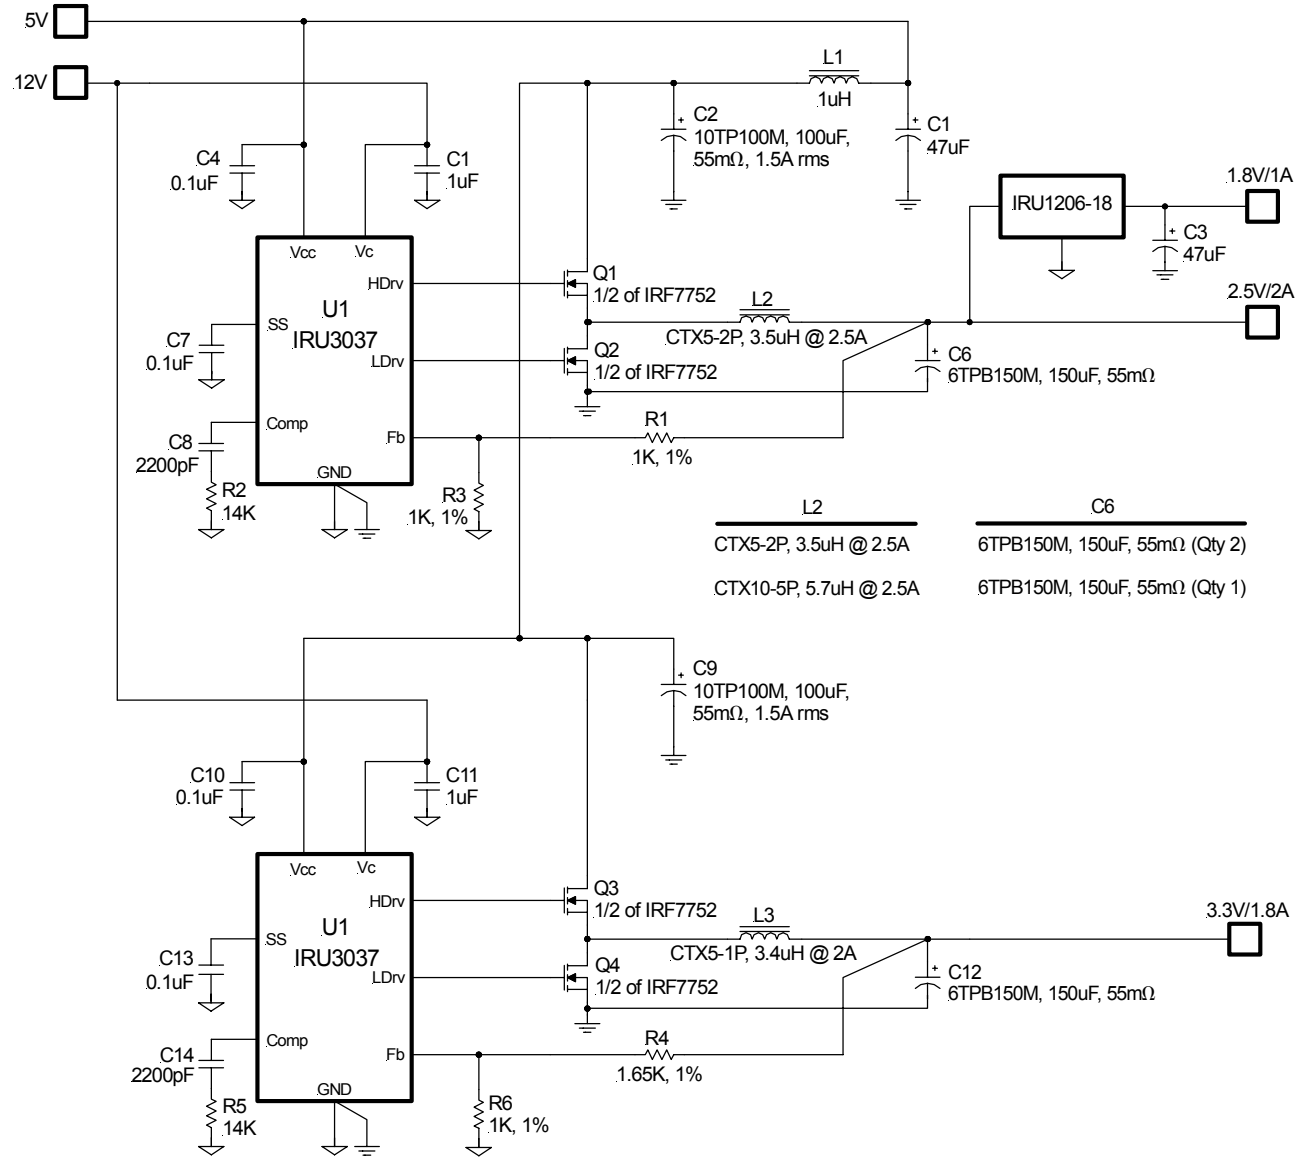 5V
12V
L1
1uH
C2
10TP100M, 100uF,
55mΩ, 1.5A rms
C1
47uF
C4
0.1uF
C1
1uF
1.8V/1A
IRU1206-18
C3
47uF
Vcc
Vc
HDrv
Q1
1/2 of IRF7752
2.5V/2A
U1
IRU3037
SS
C7
0.1uF
L2
CTX5-2P, 3.5uH @ 2.5A
LDrv
Q2
1/2 of IRF7752
C6
6TPB150M, 150uF, 55mΩ
Comp
Fb
R1
1K, 1%
C8
2200pF
GND
R2
14K
R3
1K, 1%
L2
C6
CTX5-2P, 3.5uH @ 2.5A
6TPB150M, 150uF, 55mΩ (Qty 2)
CTX10-5P, 5.7uH @ 2.5A
6TPB150M, 150uF, 55mΩ (Qty 1)
C9
10TP100M, 100uF,
55mΩ, 1.5A rms
C10
0.1uF
C11
1uF
Vcc
Vc
HDrv
Q3
1/2 of IRF7752
3.3V/1.8A
U1
IRU3037
SS
C13
0.1uF
L3
CTX5-1P, 3.4uH @ 2A
LDrv
Q4
1/2 of IRF7752
C12
6TPB150M, 150uF, 55mΩ
Comp
Fb
R4
1.65K, 1%
C14
2200pF
GND
R5
14K
R6
1K, 1%
+
+
+
+
+
+